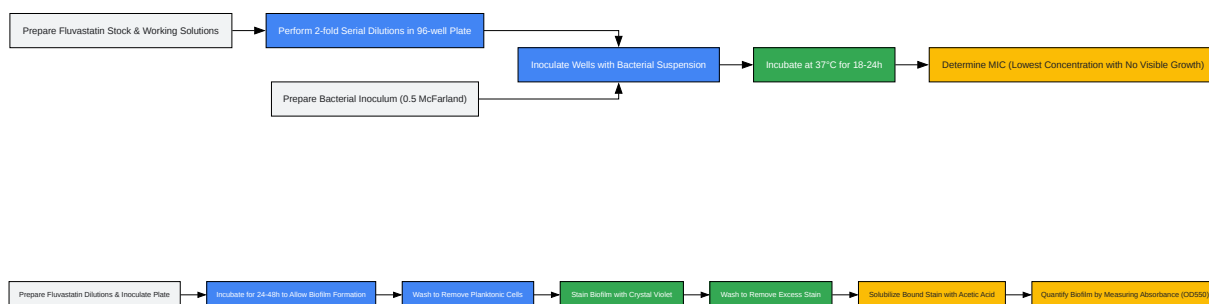 Prepare Fluvastatin Stock & Working Solutions
Perform 2-fold Serial Dilutions in 96-well Plate
Inoculate Wells with Bacterial Suspension
Incubate at 37°C for 18-24h
Determine MIC (Lowest Concentration with No Visible Growth)
Prepare Bacterial Inoculum (0.5 McFarland)
Prepare Fluvastatin Dilutions & Inoculate Plate
Incubate for 24-48h to Allow Biofilm Formation
Wash to Remove Planktonic Cells
Stain Biofilm with Crystal Violet
Wash to Remove Excess Stain
Solubilize Bound Stain with Acetic Acid
Quantify Biofilm by Measuring Absorbance (OD550)